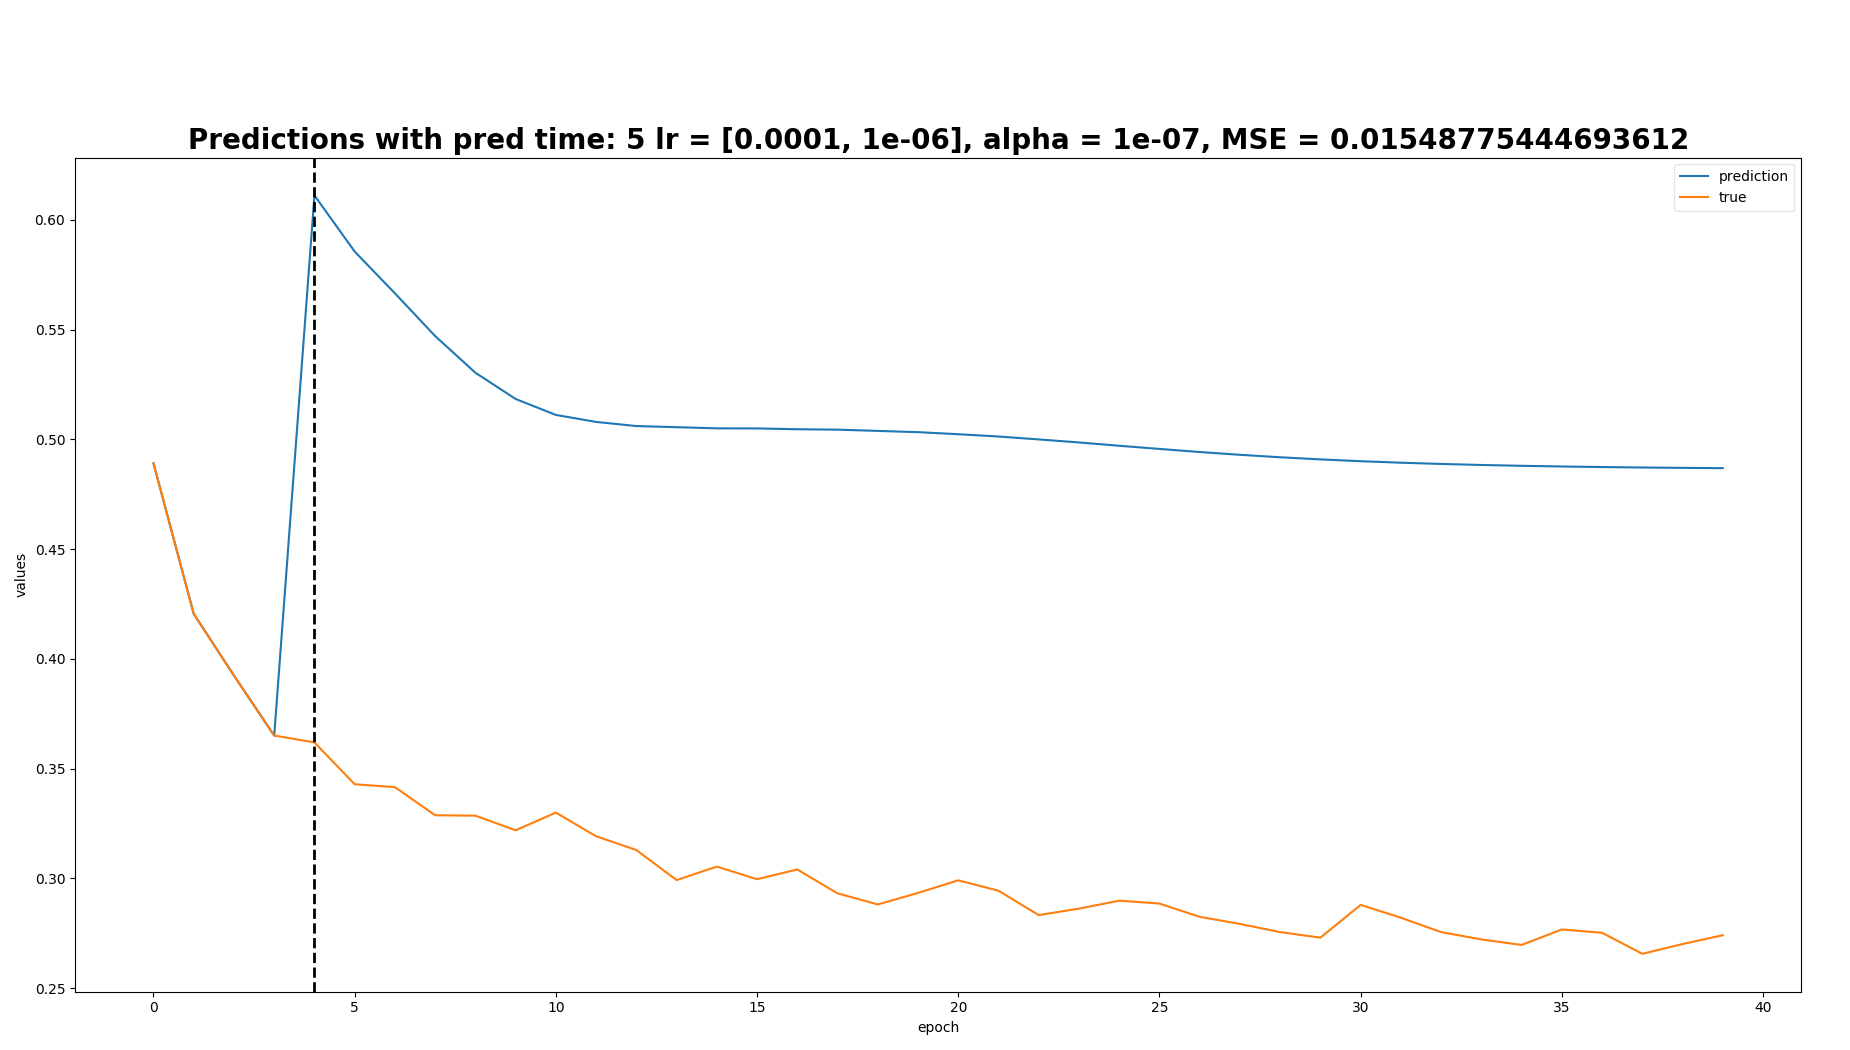 Predictions with pred time: 5 lr = [0.0001, 1e-06], alpha = 1e-07, MSE = 0.01548775444693612
prediction
true
0.60
0.55
0.50
0.45
0.40
0.35
0.30
0.25
values
0 5 10 15 20 25 30 35 40
epoch